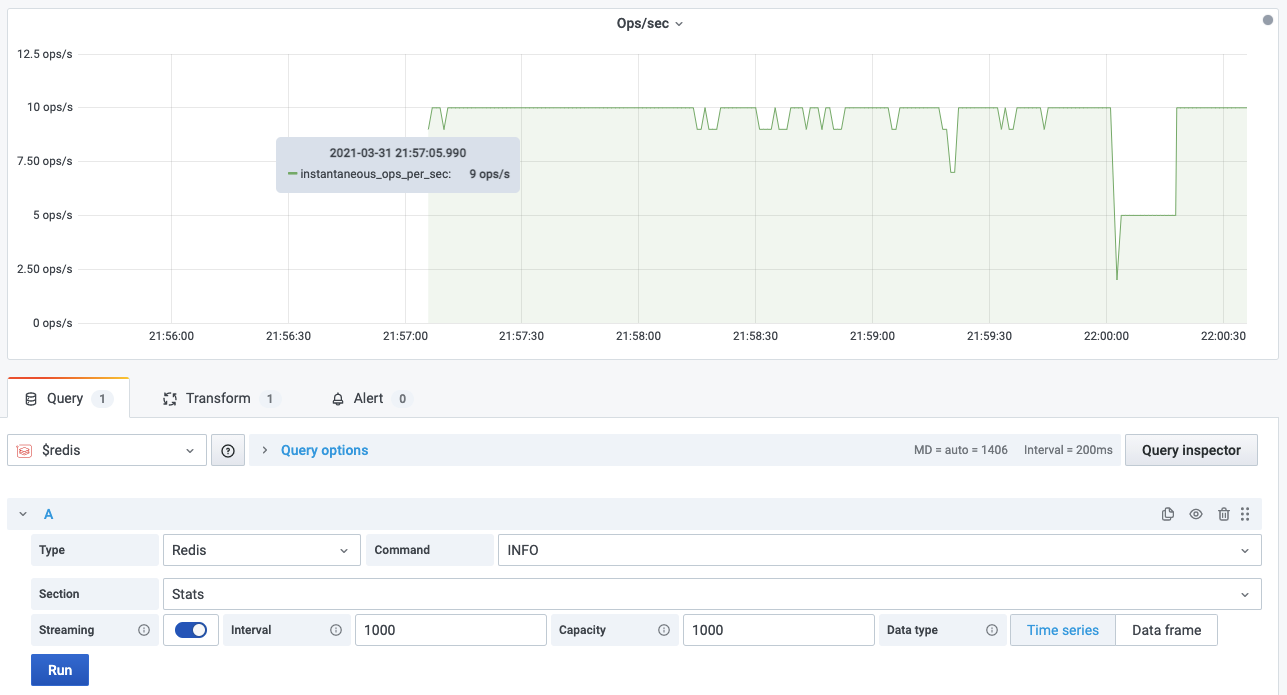 Ops/sec
12.5 ops/s
10 ops/s
7.50 ops/s
5 ops/s
2.50 ops/s
0 ops/s
2021-03-31 21:57:05.990
instantaneous_ops_per_sec: 9 ops/s
21:56:00 21:56:30 21:57:00 21:57:30 21:58:00 21:58:30 21:59:00 21:59:30 22:00:00 22:00:30
Query 1 Transform 1 Alert 0
$redis Query options MD = auto = 1406 Interval = 200ms Query inspector
A
Type Redis Command INFO
Section Stats
Streaming Interval 1000 Capacity 1000 Data type Time series Data frame
Run